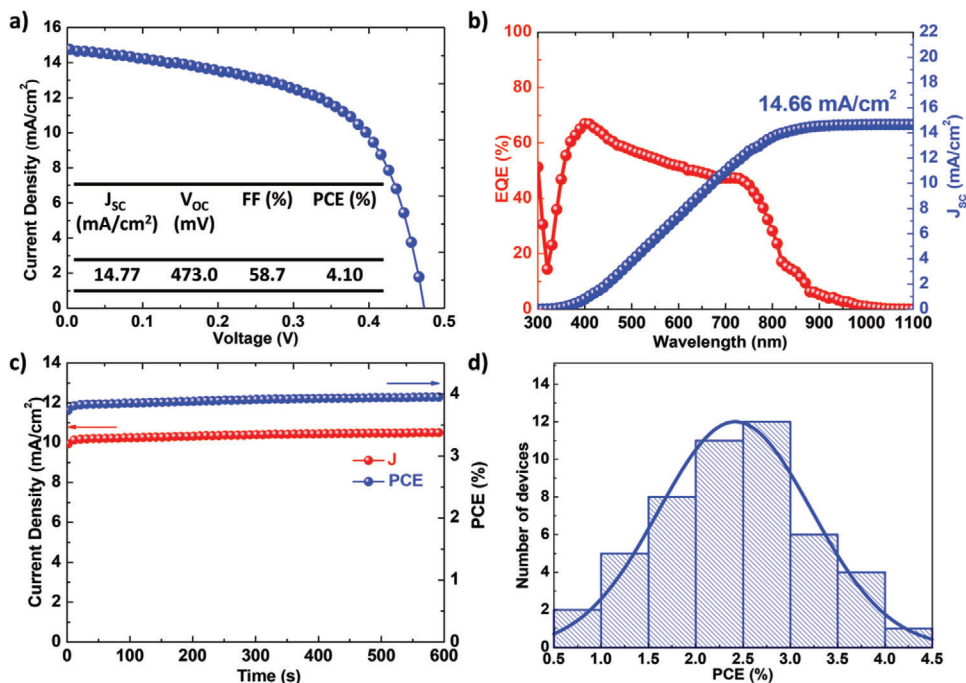 a)
16
14
12
10
8
6
4
2
0
Current Density (mA/cm²)
J_SC V_OC FF (%) PCE (%)
(mA/cm²) (mV)
14.77 473.0 58.7 4.10
0.0 0.1 0.2 0.3 0.4 0.5
Voltage (V)
b)
100
80
60
40
20
0
EQE (%)
14.66 mA/cm²
22
20
18
16
14
12
10
8
6
4
2
0
J_SC (mA/cm²)
300 400 500 600 700 800 900 1000 1100
Wavelength (nm)
c)
14
12
10
8
6
4
2
0
Current Density (mA/cm²)
J
PCE
4
3
2
1
0
PCE (%)
0 100 200 300 400 500 600
Time (s)
d)
14
12
10
8
6
4
2
0
Number of devices
0.5 1.0 1.5 2.0 2.5 3.0 3.5 4.0 4.5
PCE (%)